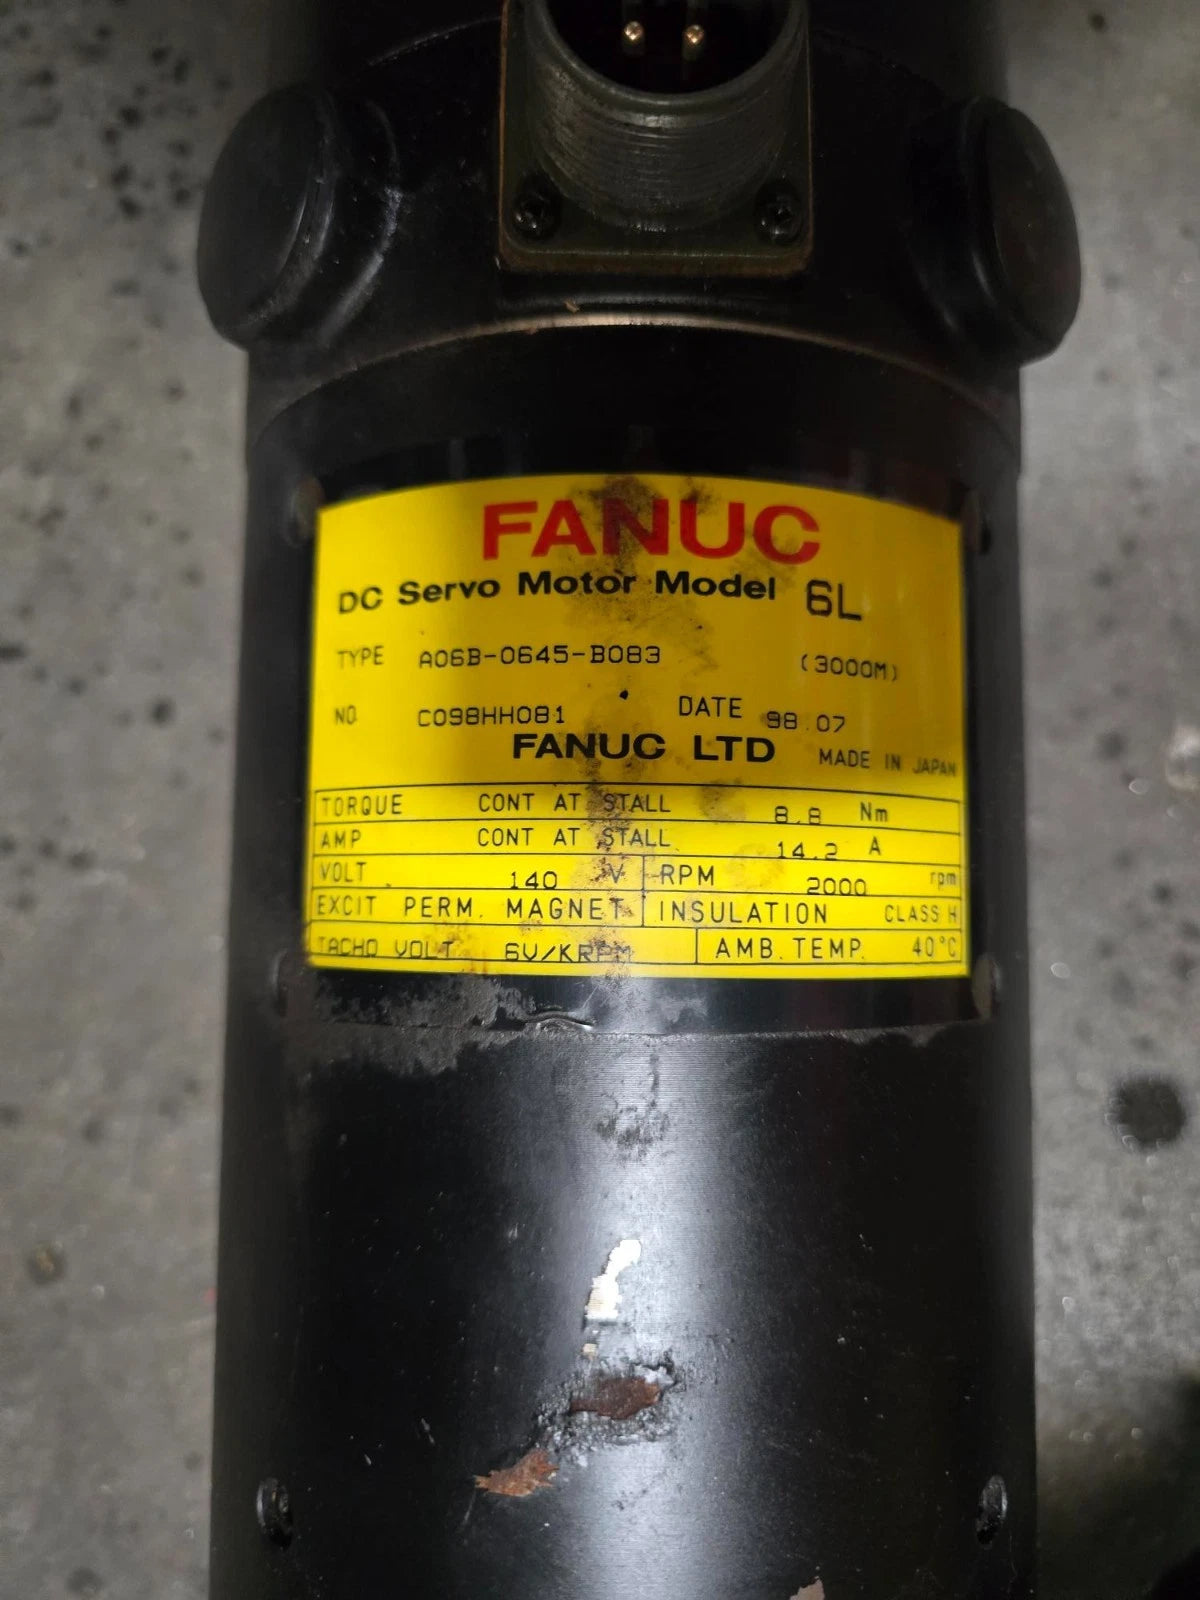 FANUC
DC Servo Motor Model 6L
TYPE A06B-0645-B083 (3000M)
NO. C098HH081 DATE 98.07
FANUC LTD MADE IN JAPAN
TORQUE CONT AT STALL 8.8 Nm
AMP CONT AT STALL 14.2 A
VOLT 140 V RPM 2000 rpm
EXCIT PERM. MAGNET INSULATION CLASS H
TACHO VOLT 6V/KRPM AMB. TEMP. 40°C